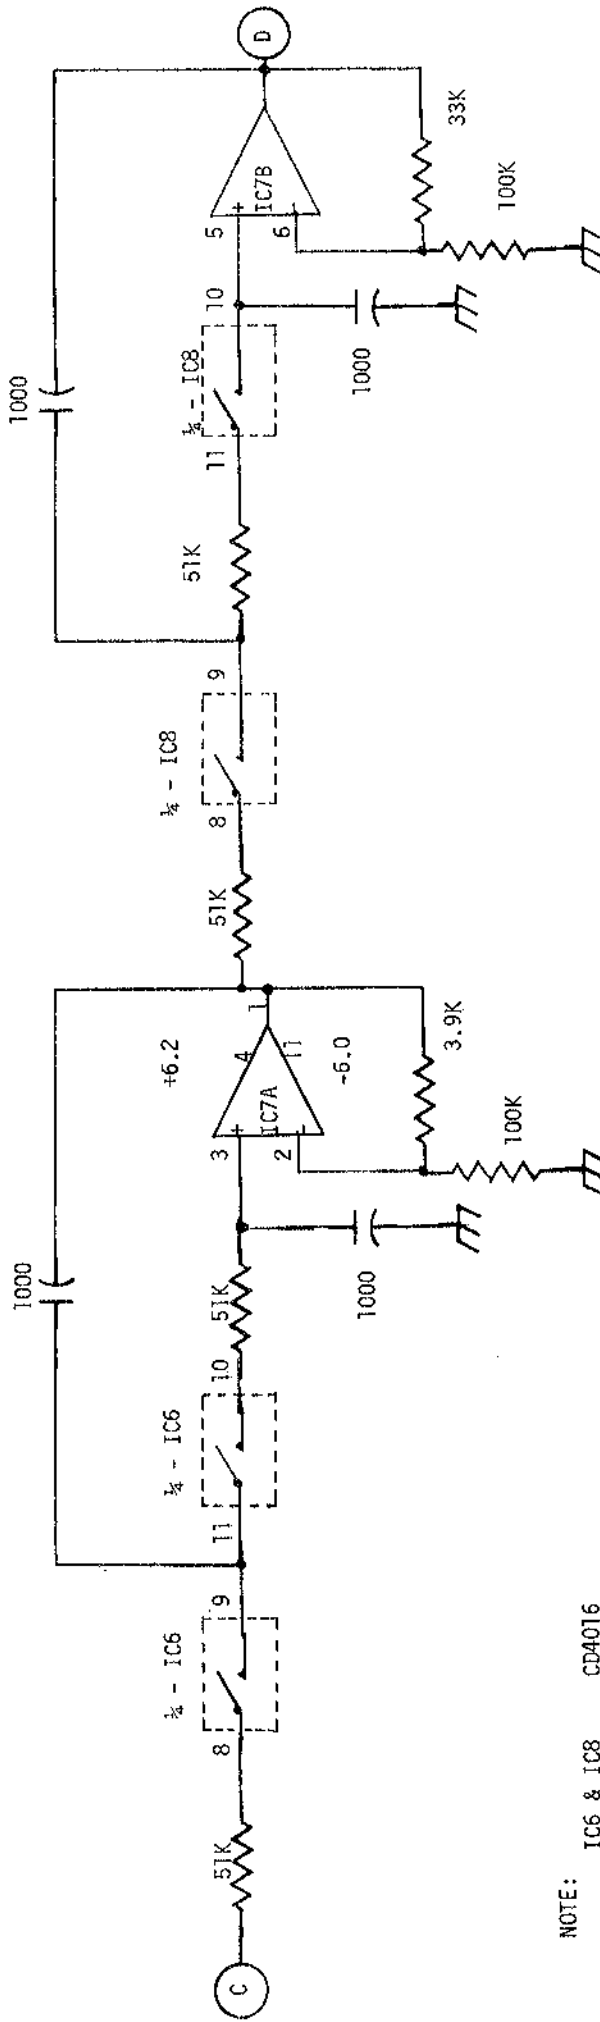 C
51K
8
¼ - IC6
9
11
¼ - IC6
10
51K
1000
1000
3
2
+
-
IC7A
4
11
1
+6.2
-6.0
3.9K
100K
51K
8
¼ - IC8
9
51K
11
¼ - IC8
10
1000
1000
5
6
+
-
IC7B
33K
100K
D
NOTE:
IC6 & IC8 CD4016